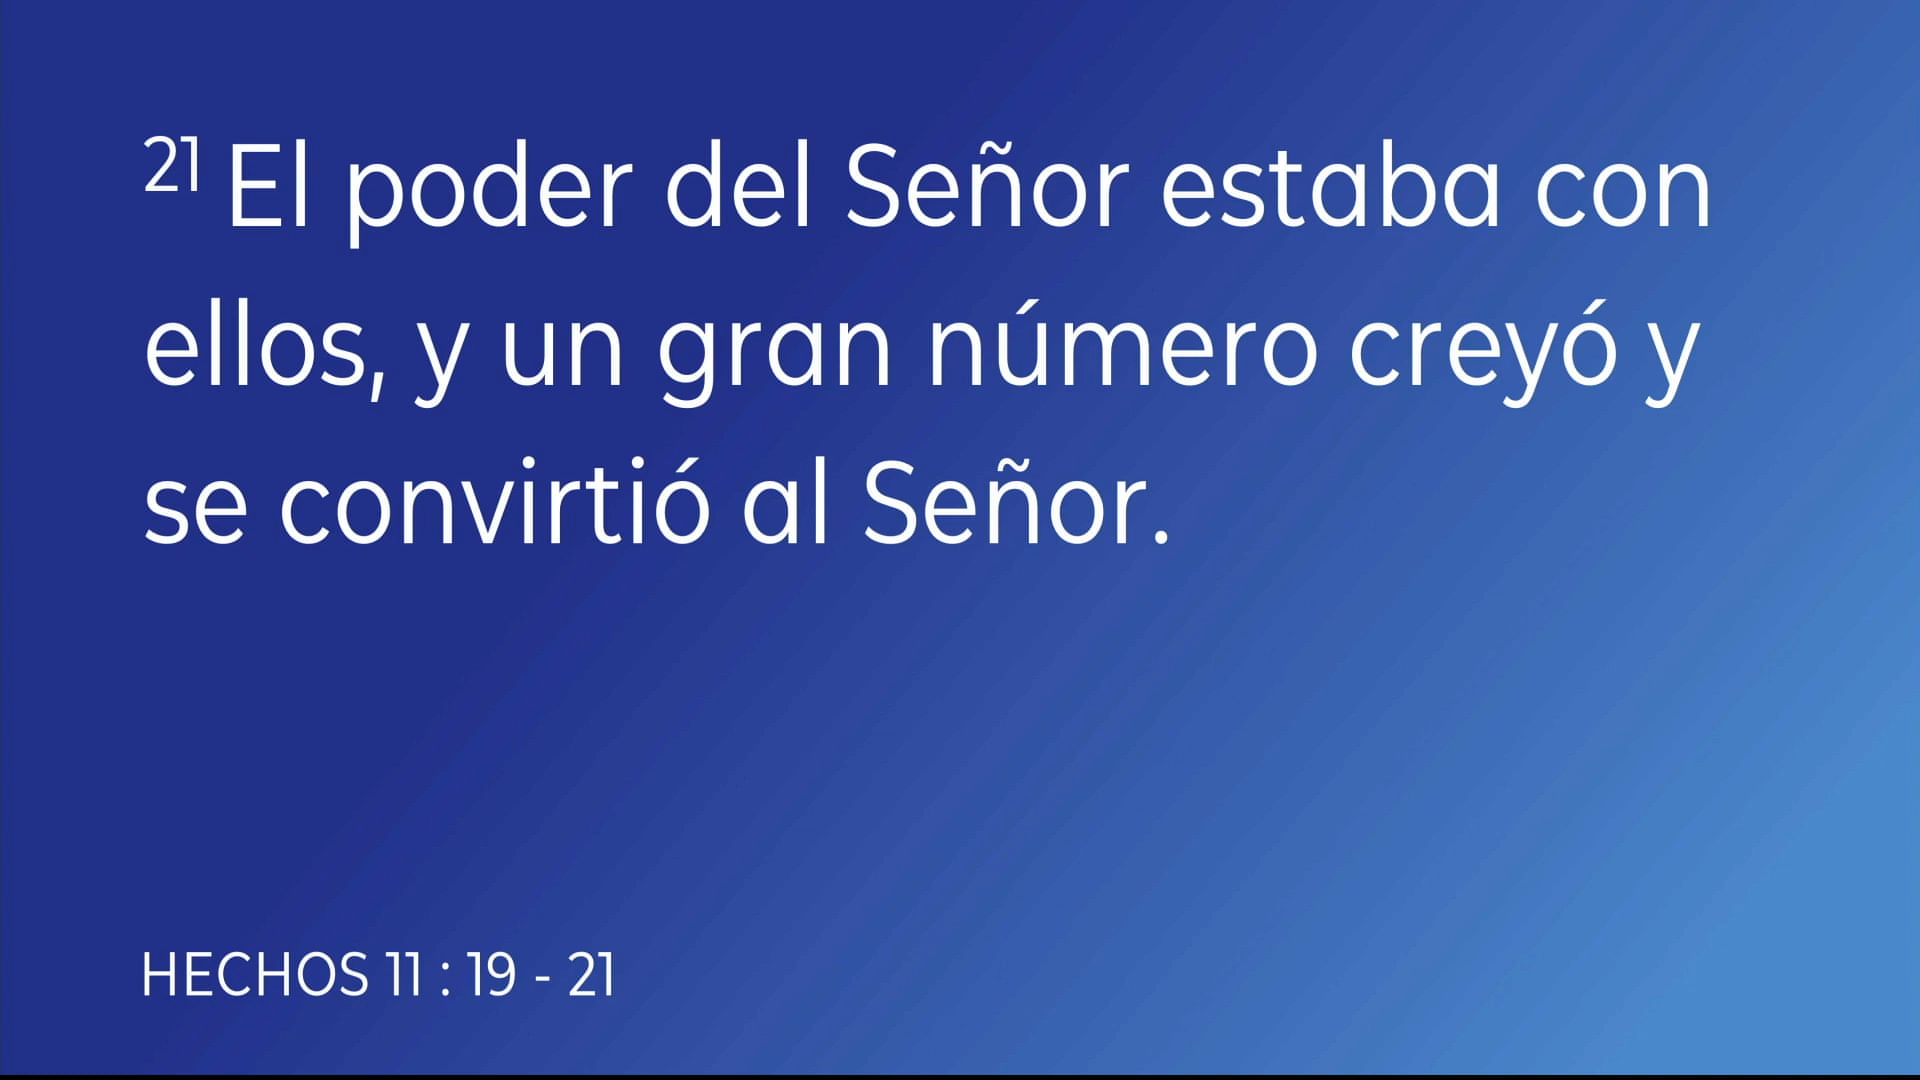 21 El poder del Señor estaba con
ellos, y un gran número creyó y
se convirtió al Señor.
HECHOS 11 : 19 - 21